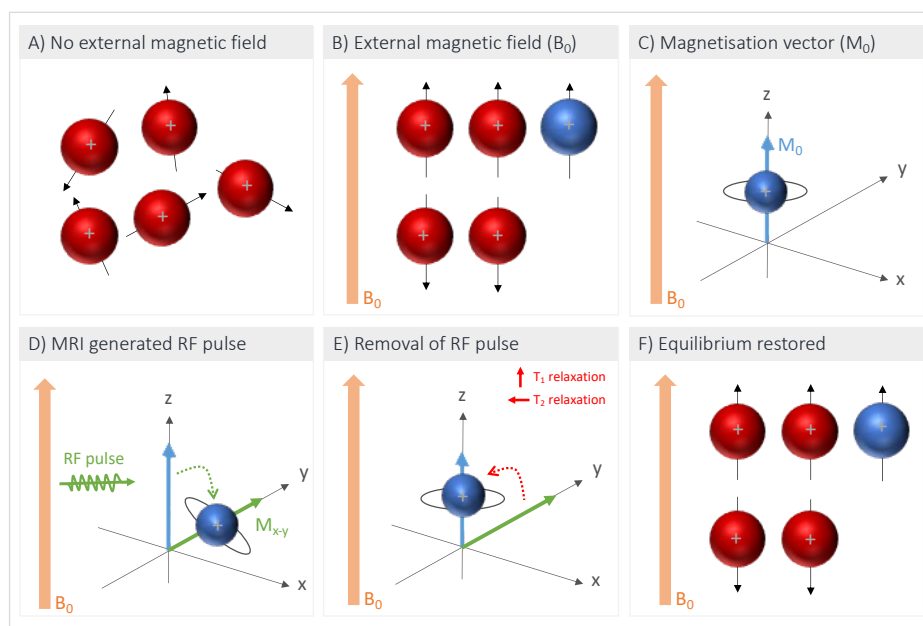 A) No external magnetic field
B₀
B) External magnetic field (B₀)
+
+
+
+
+
B₀
+
+
+
+
+
C) Magnetisation vector (M₀)
z
M₀
y
+
x
B₀
D) MRI generated RF pulse
z
RF pulse
y
+
Mₓ₋ᵧ
x
B₀
E) Removal of RF pulse
T₁ relaxation
T₂ relaxation
z
y
+
x
B₀
F) Equilibrium restored
+
+
+
+
+